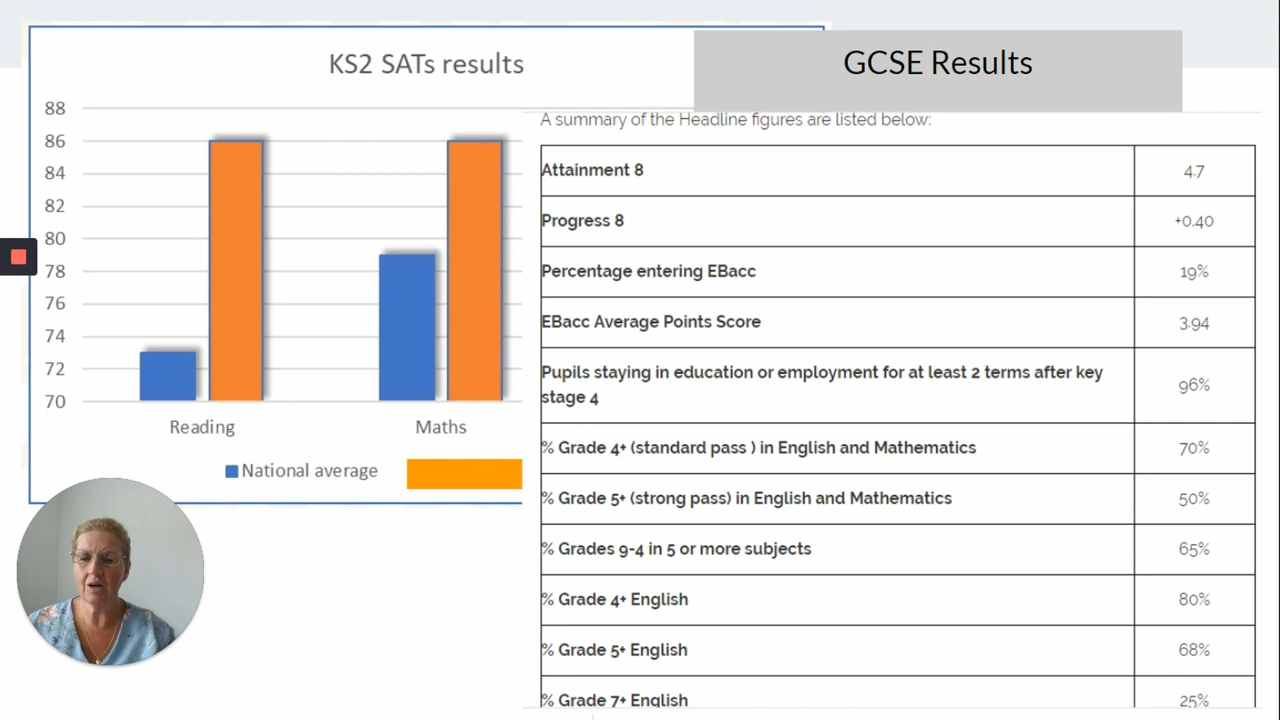 KS2 SATs results
88
86
84
82
80
78
76
74
72
70
Reading
Maths
National average
GCSE Results
A summary of the Headline figures are listed below:
Attainment 8 4.7
Progress 8 +0.40
Percentage entering EBacc 19%
EBacc Average Points Score 3.94
Pupils staying in education or employment for at least 2 terms after key
stage 4 96%
% Grade 4+ (standard pass ) in English and Mathematics 70%
% Grade 5+ (strong pass) in English and Mathematics 50%
% Grades 9-4 in 5 or more subjects 65%
% Grade 4+ English 80%
% Grade 5+ English 68%
% Grade 7+ English 25%